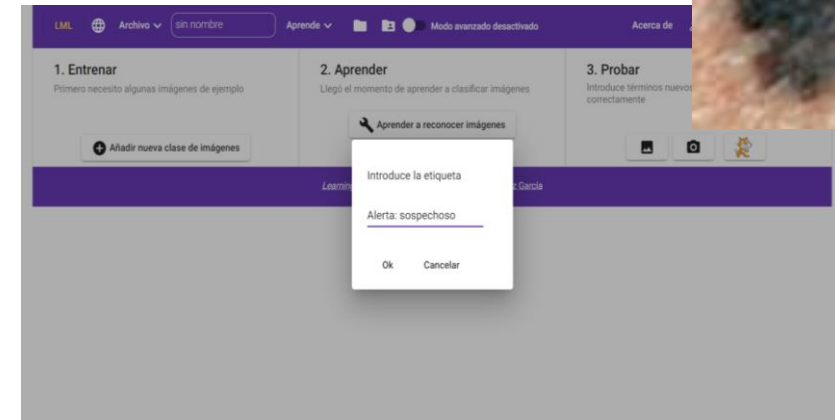 LML Archivo sin nombre Aprende Modo avanzado desactivado Acerca de
1. Entrenar
Primero necesito algunas imágenes de ejemplo
Añadir nueva clase de imágenes
2. Aprender
Llegó el momento de aprender a clasificar imágenes
Aprender a reconocer imágenes
3. Probar
Introduce términos nuevos
correctamente
Introduce la etiqueta
Alerta: sospechoso
Ok Cancelar
García